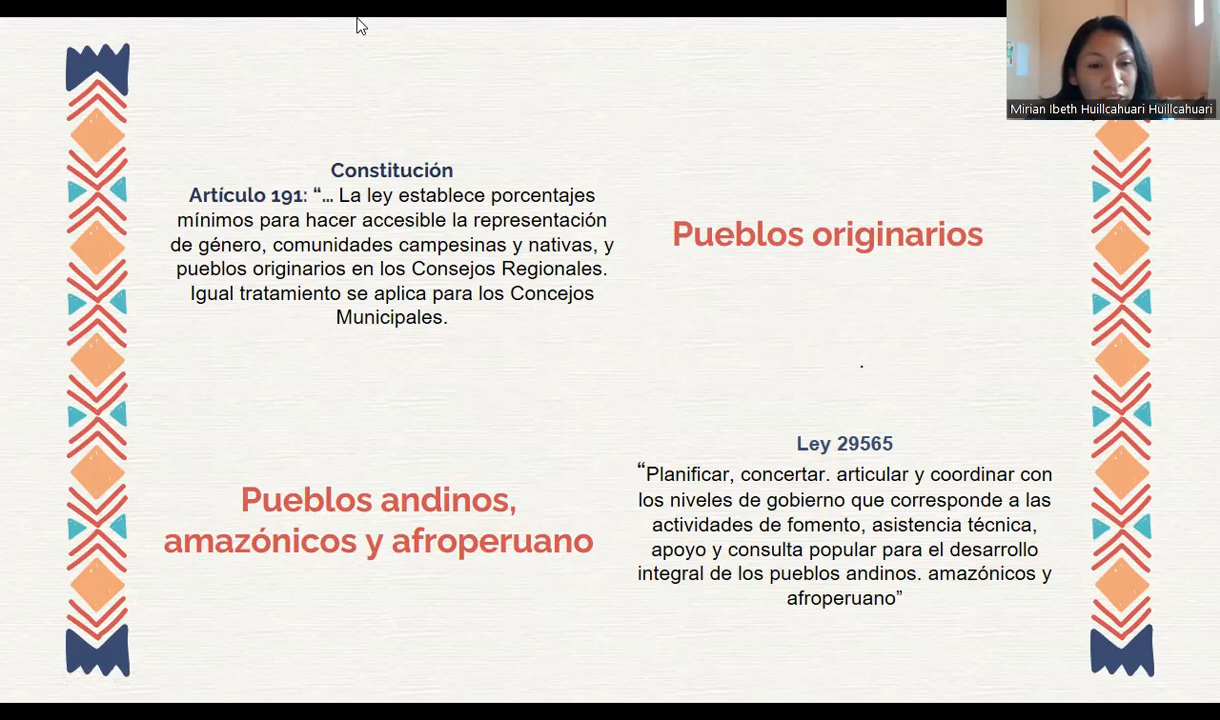 Mirian Ibeth Huillcahuari Huillcahuari
Constitución
Artículo 191: “… La ley establece porcentajes
mínimos para hacer accesible la representación
de género, comunidades campesinas y nativas, y
pueblos originarios en los Consejos Regionales.
Igual tratamiento se aplica para los Concejos
Municipales.
Pueblos originarios
.
Pueblos andinos,
amazónicos y afroperuano
Ley 29565
“Planificar, concertar. articular y coordinar con
los niveles de gobierno que corresponde a las
actividades de fomento, asistencia técnica,
apoyo y consulta popular para el desarrollo
integral de los pueblos andinos. amazónicos y
afroperuano”